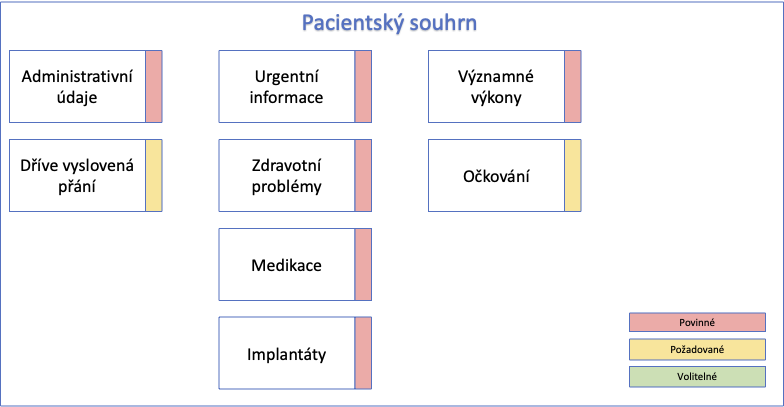 Pacientský souhrn
Administrativní
údaje
Urgentní
informace
Významné
výkony
Dříve vyslovená
přání
Zdravotní
problémy
Očkování
Medikace
Implantáty
Povinné
Požadované
Volitelné